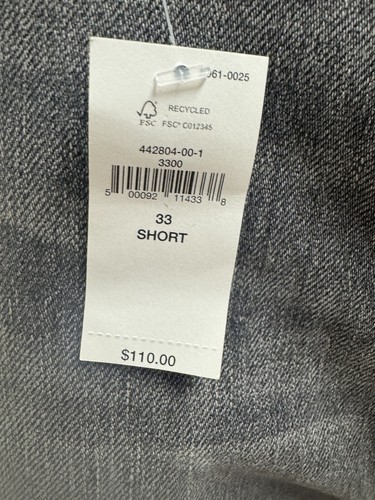 061-0025
RECYCLED
FSC FSC® C012345
442804-00-1
3300
5 00092 11433 8
33
SHORT
$110.00